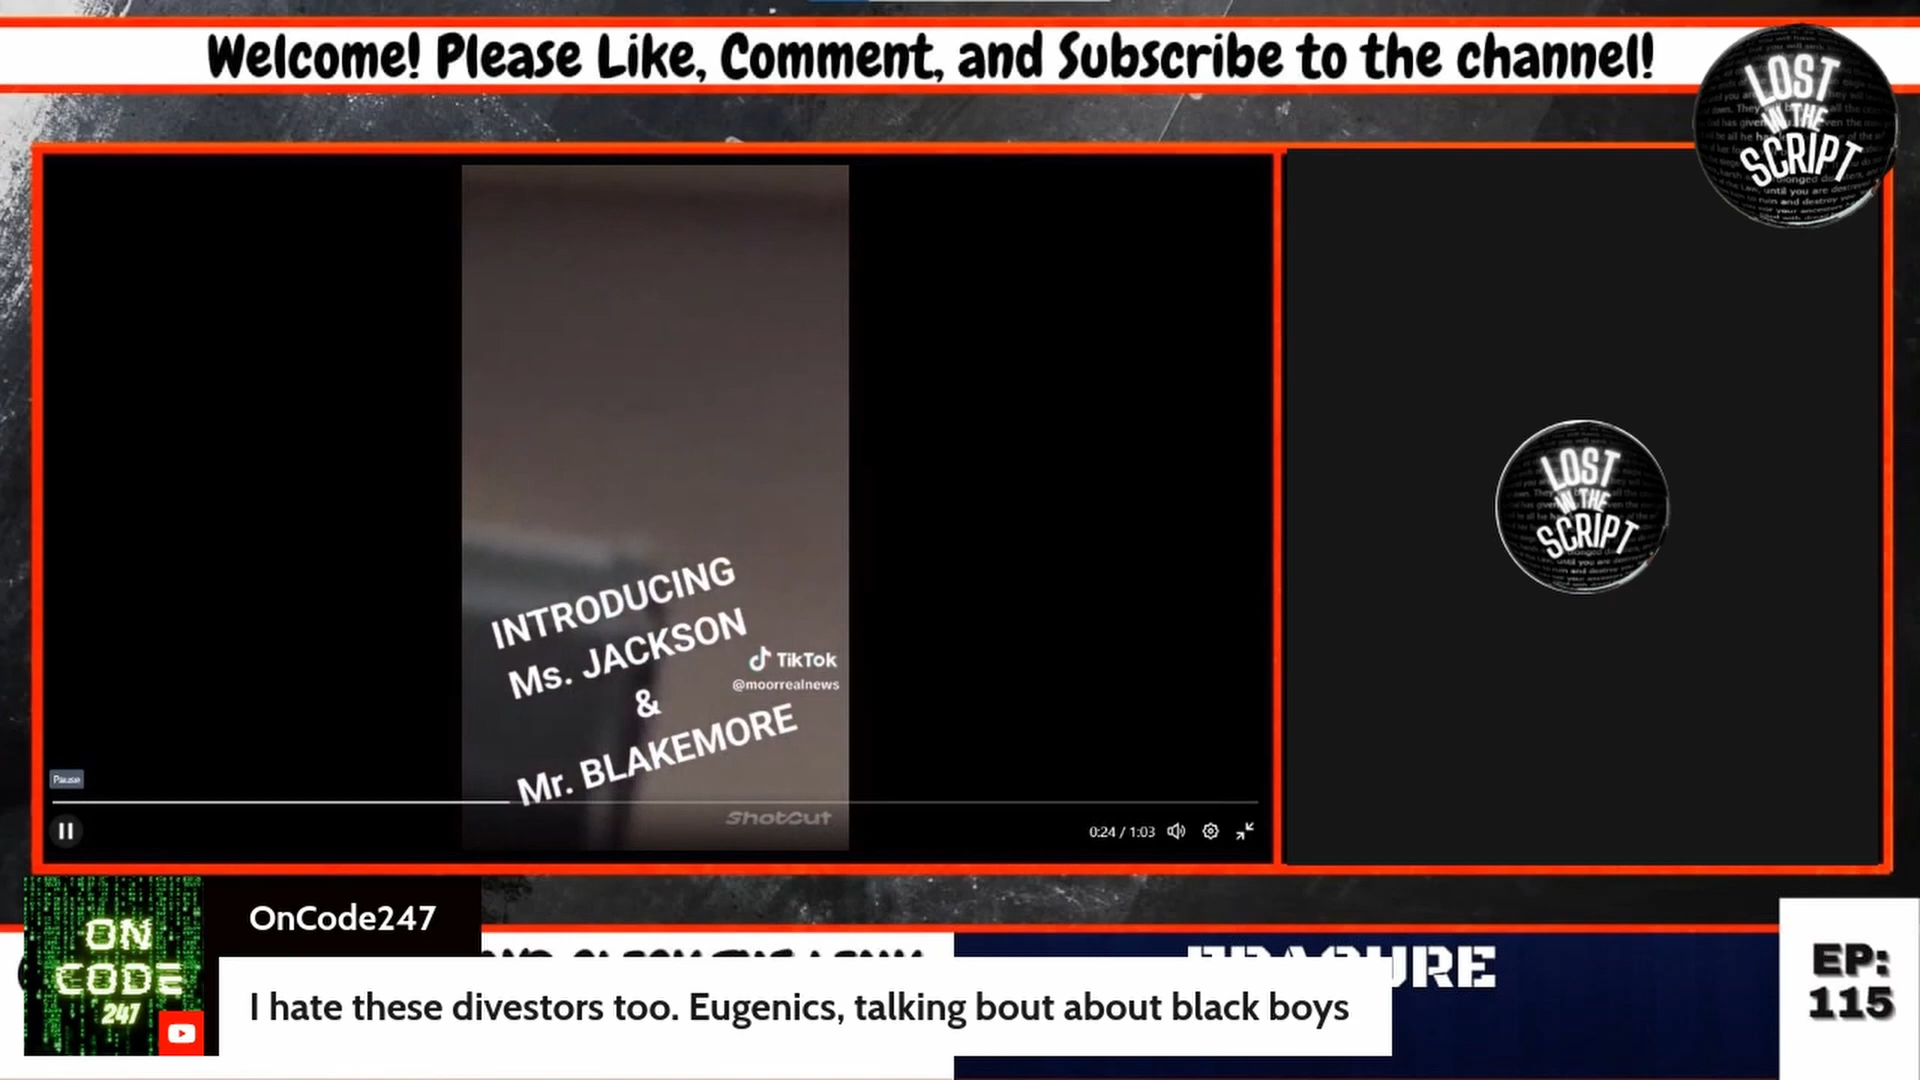 Welcome! Please Like, Comment, and Subscribe to the channel!
LOST
IN THE
SCRIPT
INTRODUCING
Ms. JACKSON
&
Mr. BLAKEMORE
TikTok
@moorrealnews
ShotCut
Pause
0:24 / 1:03
LOST
IN THE
SCRIPT
ON
CODE
247
OnCode247
I hate these divestors too. Eugenics, talking bout about black boys
EP:
115